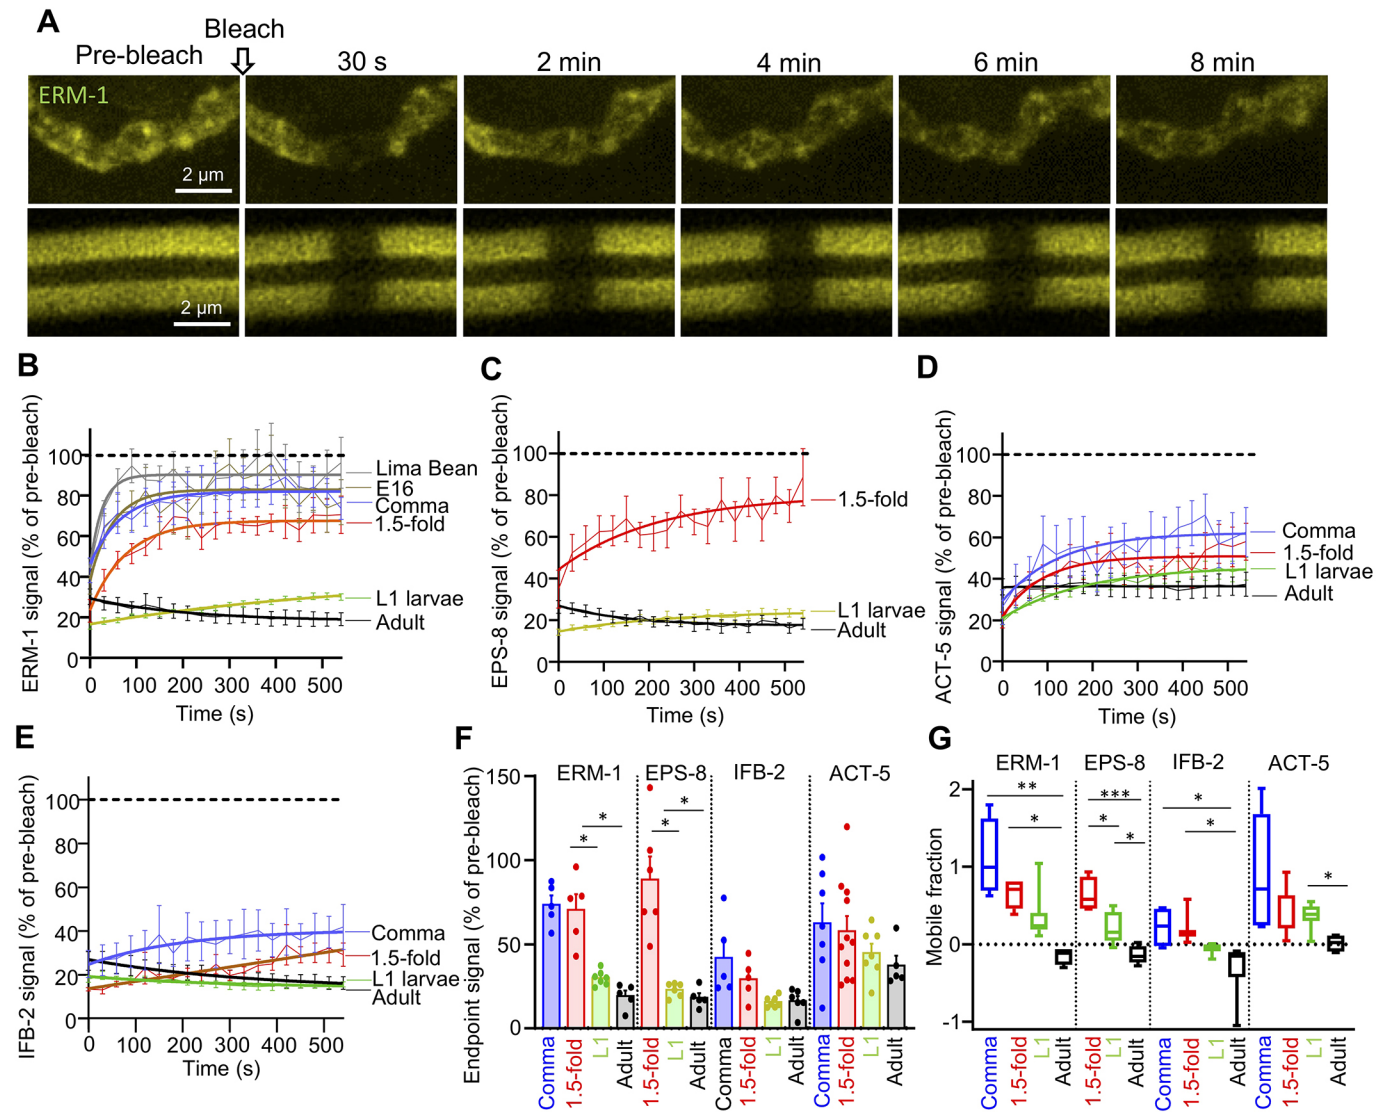 A
Bleach
Pre-bleach
30 s
2 min
4 min
6 min
8 min
ERM-1
2 µm
2 µm
B
ERM-1 signal (% of pre-bleach)
100
80
60
40
20
0
0 100 200 300 400 500
Time (s)
Lima Bean
E16
Comma
1.5-fold
L1 larvae
Adult
C
EPS-8 signal (% of pre-bleach)
100
80
60
40
20
0
0 100 200 300 400 500
Time (s)
1.5-fold
L1 larvae
Adult
D
ACT-5 signal (% of pre-bleach)
100
80
60
40
20
0
0 100 200 300 400 500
Time (s)
Comma
1.5-fold
L1 larvae
Adult
E
IFB-2 signal (% of pre-bleach)
100
80
60
40
20
0
0 100 200 300 400 500
Time (s)
Comma
1.5-fold
L1 larvae
Adult
F
Endpoint signal (% of pre-bleach)
150
100
50
0
ERM-1 EPS-8 IFB-2 ACT-5
* * * *
Comma 1.5-fold L1 Adult 1.5-fold L1 Adult Comma 1.5-fold L1 Adult Comma 1.5-fold L1 Adult
G
Mobile fraction
2
1
0
-1
ERM-1 EPS-8 IFB-2 ACT-5
** * *** * * * * *
Comma 1.5-fold L1 Adult 1.5-fold L1 Adult Comma 1.5-fold L1 Adult Comma 1.5-fold L1 Adult